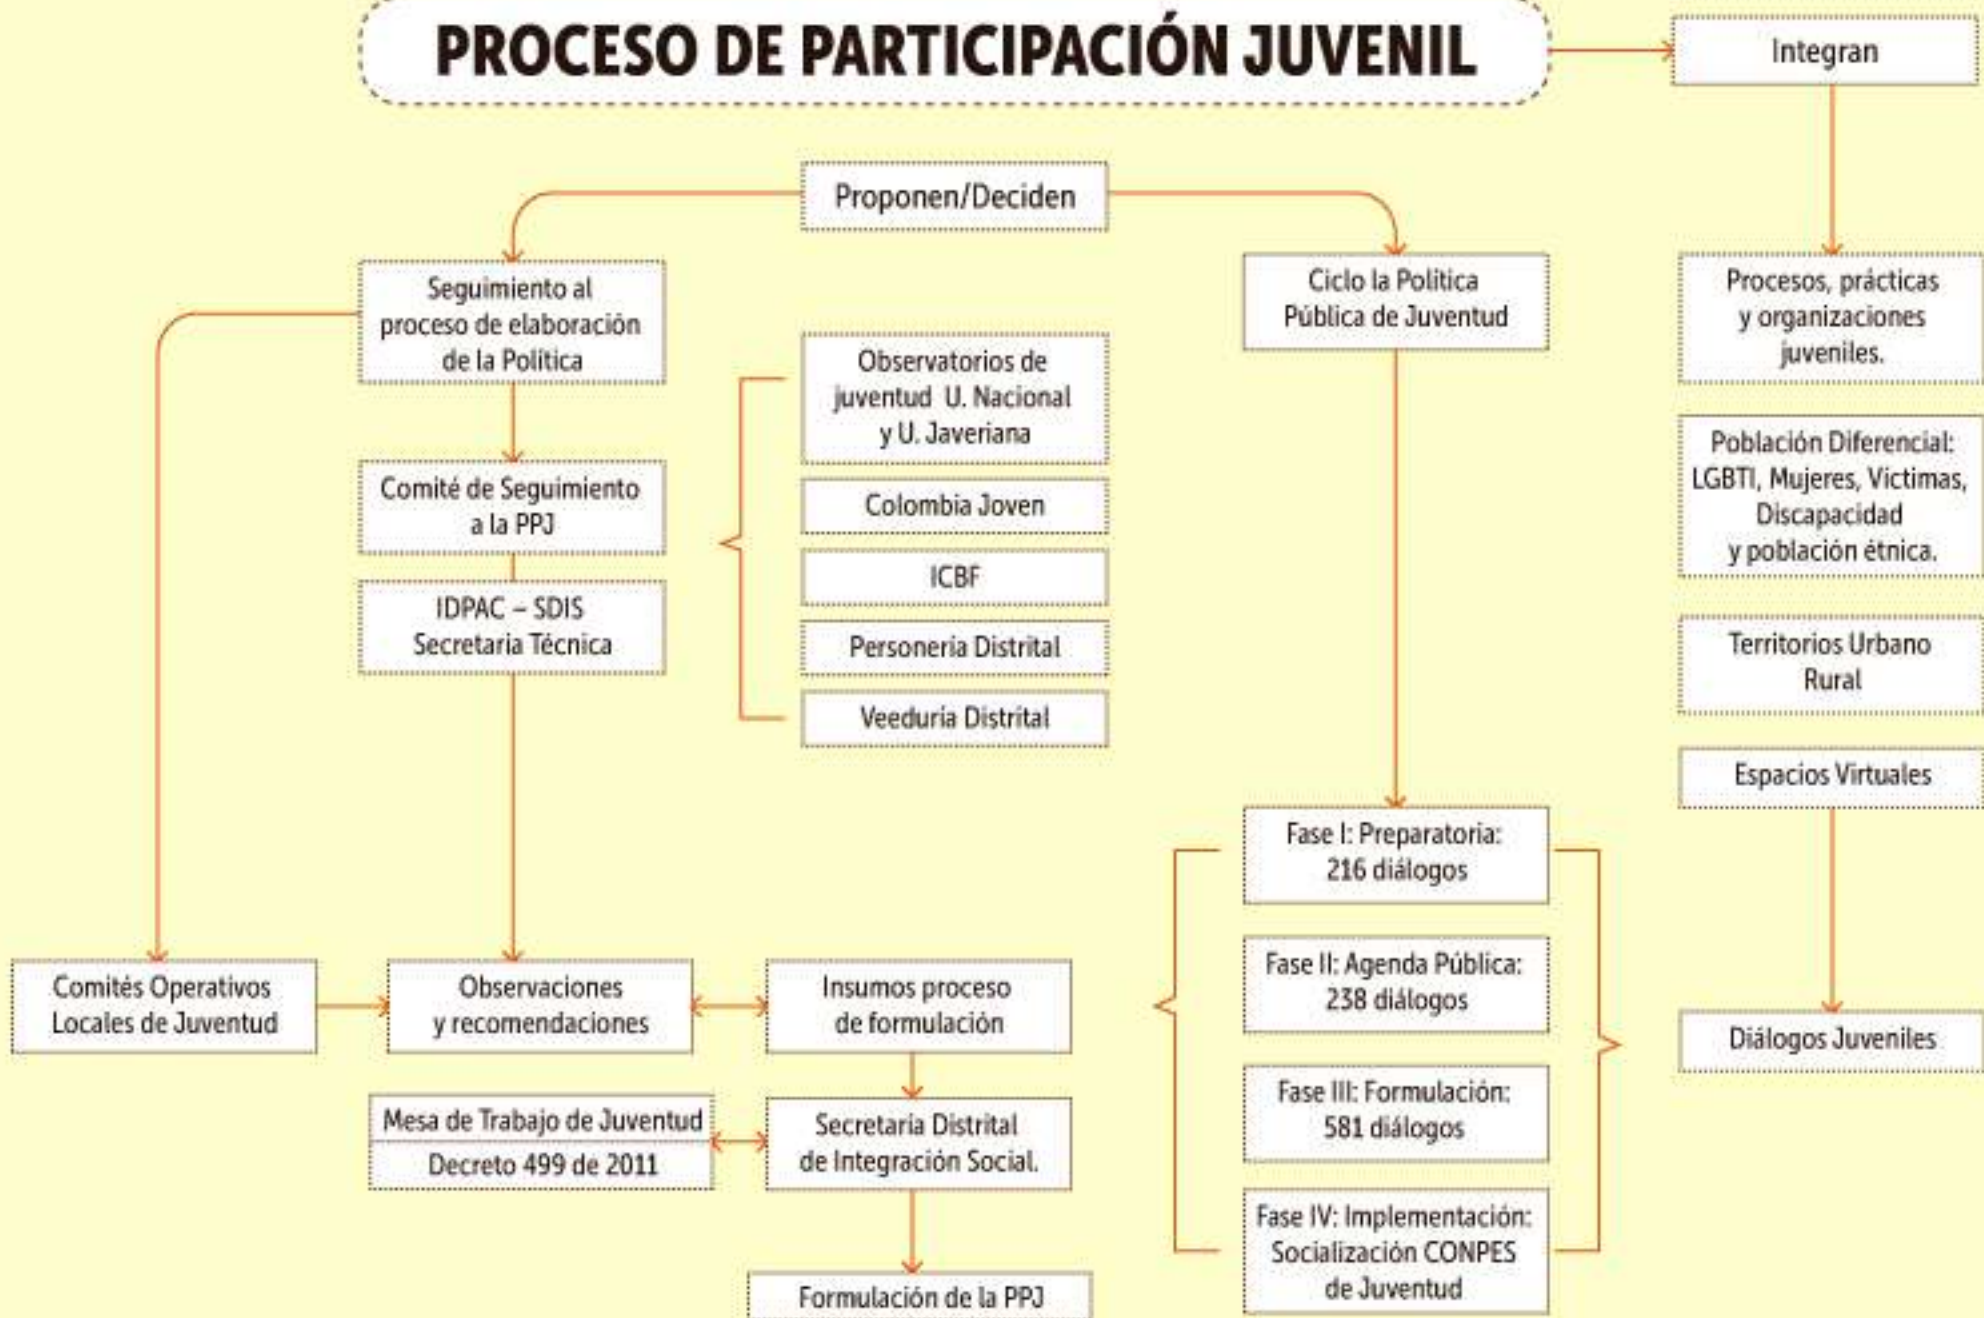 PROCESO DE PARTICIPACIÓN JUVENIL
Integran
Proponen/Deciden
Seguimiento al
proceso de elaboración
de la Política
Comité de Seguimiento
a la PPJ
IDPAC – SDIS
Secretaria Técnica
Observatorios de
juventud U. Nacional
y U. Javeriana
Colombia Joven
ICBF
Personería Distrital
Veeduría Distrital
Ciclo la Política
Pública de Juventud
Procesos, prácticas
y organizaciones
juveniles.
Población Diferencial:
LGBTI, Mujeres, Víctimas,
Discapacidad
y población étnica.
Territorios Urbano
Rural
Espacios Virtuales
Diálogos Juveniles
Fase I: Preparatoria:
216 diálogos
Fase II: Agenda Pública:
238 diálogos
Fase III: Formulación:
581 diálogos
Fase IV: Implementación:
Socialización CONPES
de Juventud
Comités Operativos
Locales de Juventud
Observaciones
y recomendaciones
Insumos proceso
de formulación
Mesa de Trabajo de Juventud
Decreto 499 de 2011
Secretaría Distrital
de Integración Social.
Formulación de la PPJ